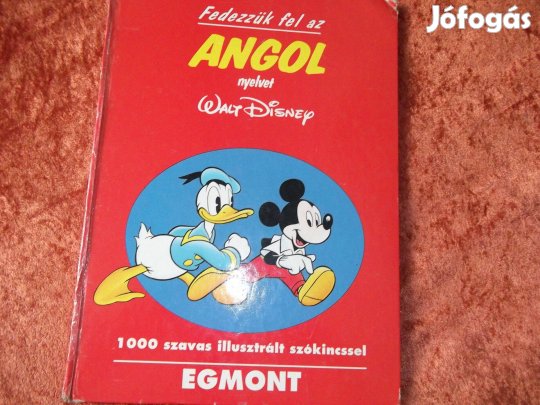 Jófogás
Fedezzük fel az
ANGOL
nyelvet
WALT DISNEY
1000 szavas illusztrált szókinccsel
EGMONT